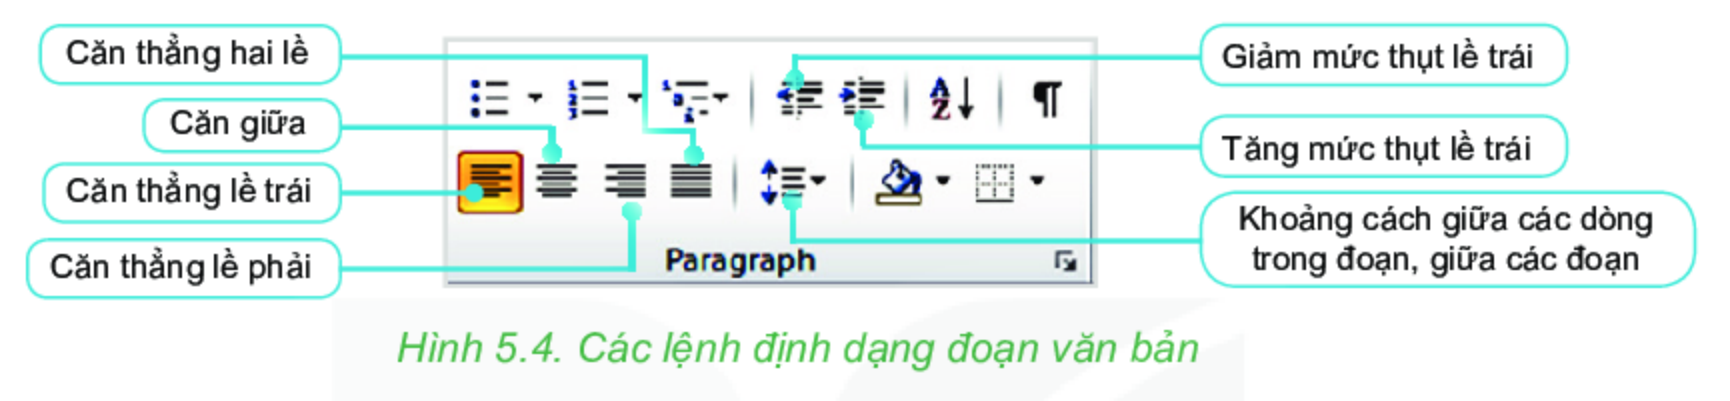 Căn thẳng hai lề
Căn giữa
Căn thẳng lề trái
Căn thẳng lề phải
Giảm mức thụt lề trái
Tăng mức thụt lề trái
Khoảng cách giữa các dòng
trong đoạn, giữa các đoạn
Paragraph
Hình 5.4. Các lệnh định dạng đoạn văn bản